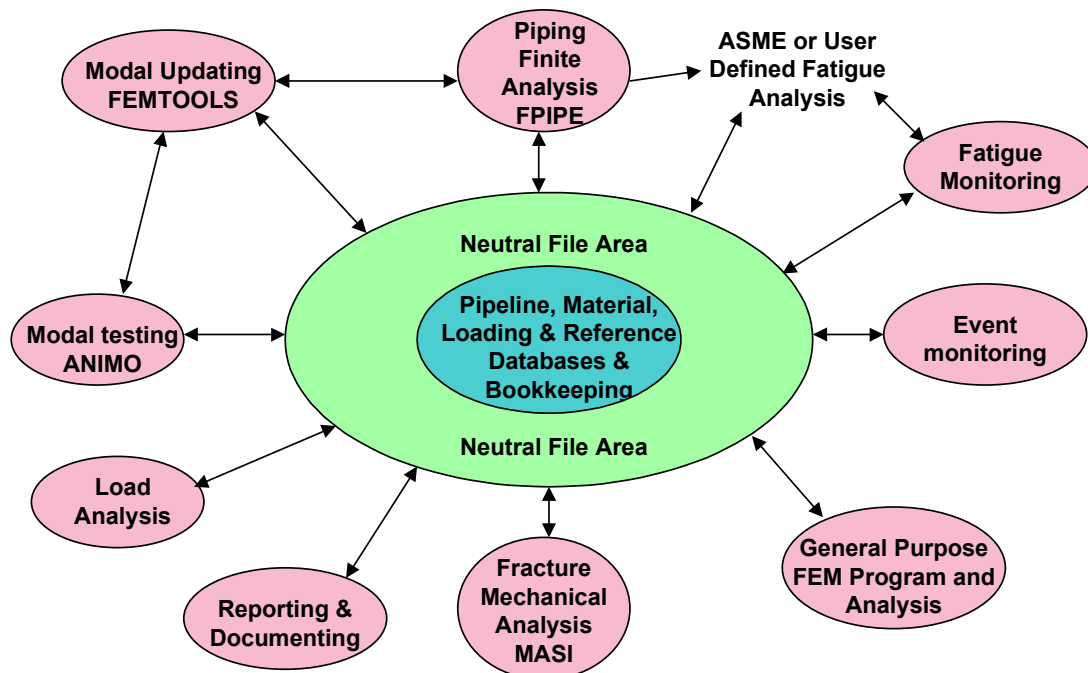 Modal Updating
FEMTOOLS
Piping
Finite
Analysis
FPIPE
ASME or User
Defined Fatigue
Analysis
Fatigue
Monitoring
Neutral File Area
Pipeline, Material,
Loading & Reference
Databases &
Bookkeeping
Neutral File Area
Modal testing
ANIMO
Event
monitoring
Load
Analysis
Reporting &
Documenting
Fracture
Mechanical
Analysis
MASI
General Purpose
FEM Program and
Analysis